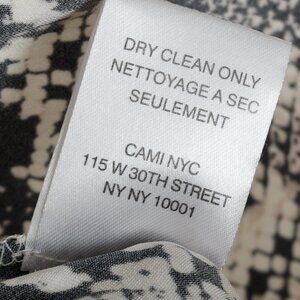 DRY CLEAN ONLY
NETTOYAGE A SEC
SEULEMENT
CAMI NYC
115 W 30TH STREET
NY NY 10001